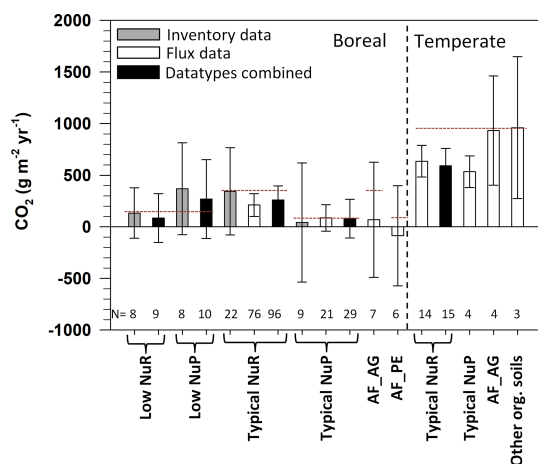 2000
1500
1000
500
0
-500
-1000
CO2 (g m-2 yr-1)
Inventory data
Flux data
Datatypes combined
Boreal
Temperate
N= 8 9 8 10 22 76 96 9 21 29 7 6 14 15 4 4 3
Low NuR
Low NuP
Typical NuR
Typical NuP
AF_AG
AF_PE
Typical NuR
Typical NuP
AF_AG
Other org. soils